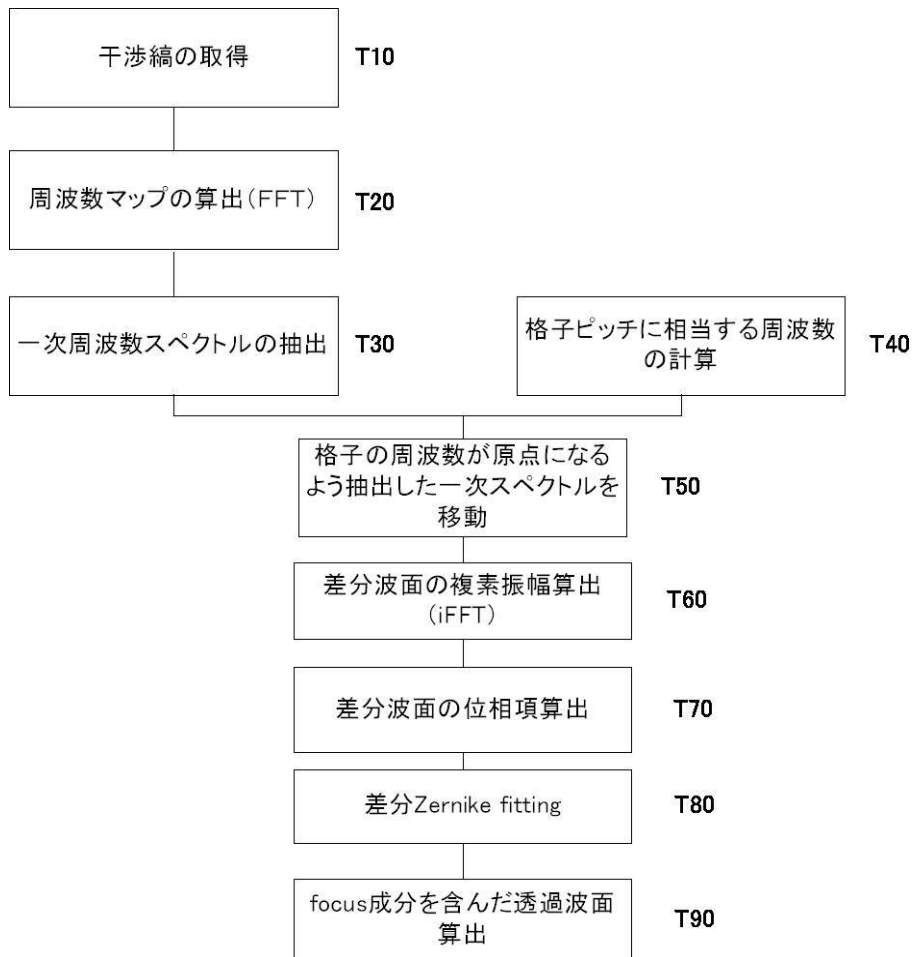 干渉縞の取得
T10
周波数マップの算出(FFT)
T20
一次周波数スペクトルの抽出
T30
格子ピッチに相当する周波数
の計算
T40
格子の周波数が原点になる
よう抽出した一次スペクトルを
移動
T50
差分波面の複素振幅算出
(iFFT)
T60
差分波面の位相項算出
T70
差分Zernike fitting
T80
focus成分を含んだ透過波面
算出
T90